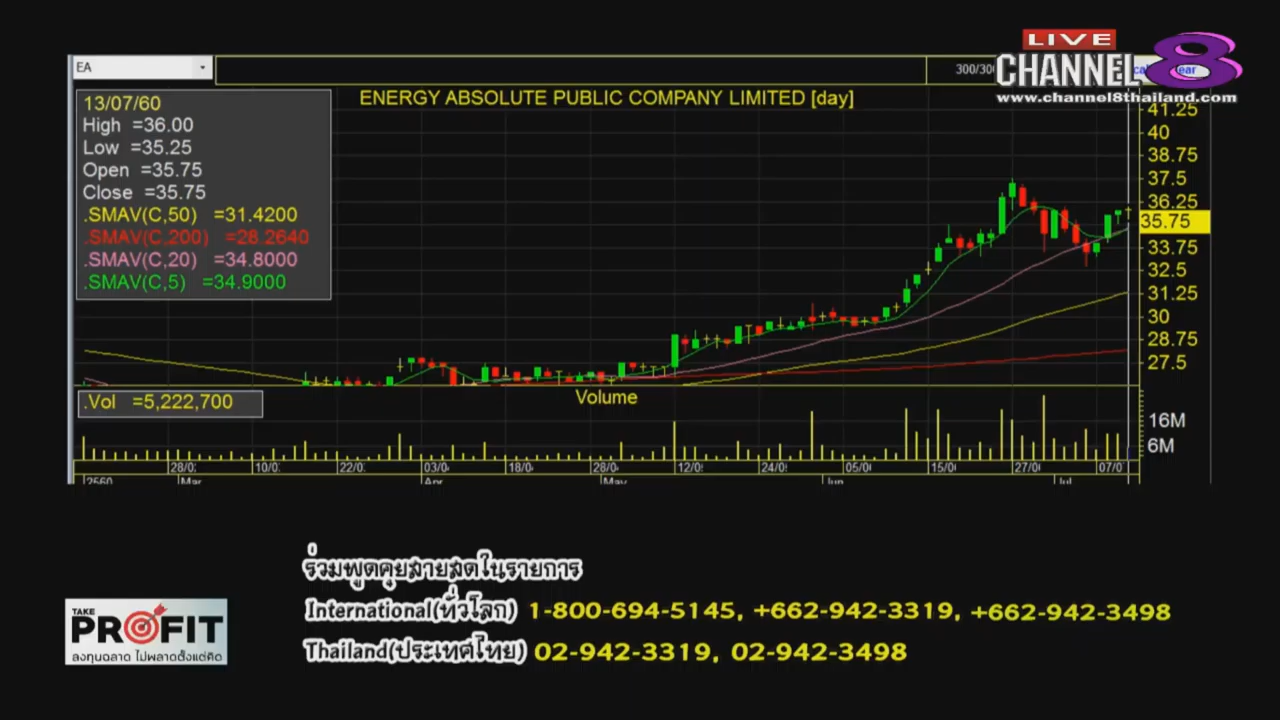 LIVE
CHANNEL 8
www.channel8thailand.com
EA
300/300
ENERGY ABSOLUTE PUBLIC COMPANY LIMITED [day]
13/07/60
High =36.00
Low =35.25
Open =35.75
Close =35.75
.SMAV(C,50) =31.4200
.SMAV(C,200) =28.2640
.SMAV(C,20) =34.8000
.SMAV(C,5) =34.9000
41.25
40
38.75
37.5
36.25
35.75
33.75
32.5
31.25
30
28.75
27.5
.Vol =5,222,700
Volume
16M
6M
28/0 10/0 22/0 03/0 18/0 28/0 12/0 24/0 05/0 15/0 27/0 07/0
2560 Mar Apr May Jun Jul
ร่วมพูดคุยสายสดในรายการ
International(ทั่วโลก) 1-800-694-5145, +662-942-3319, +662-942-3498
Thailand(ประเทศไทย) 02-942-3319, 02-942-3498
TAKE
PROFIT
ลงทุนฉลาด ไม่พลาดตั้งแต่คิด